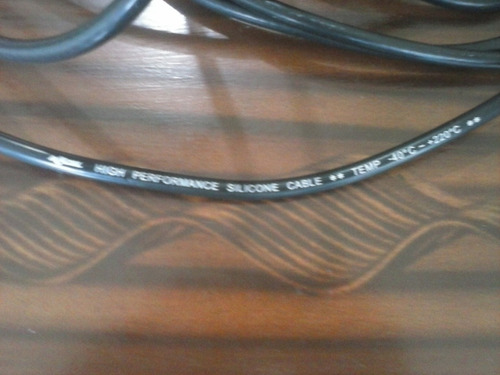 HIGH PERFORMANCE SILICONE CABLE ** TEMP -40°C ~ +220°C **